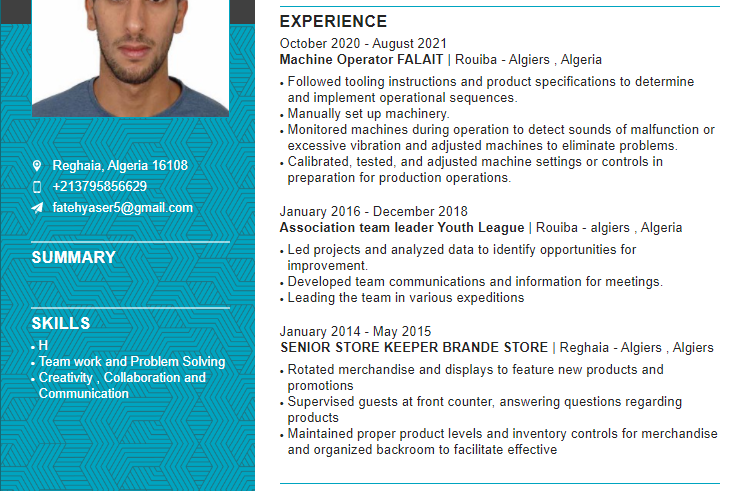 Reghaia, Algeria 16108
+213795856629
fatehyaser5@gmail.com
SUMMARY
SKILLS
• H
• Team work and Problem Solving
• Creativity , Collaboration and
Communication
EXPERIENCE
October 2020 - August 2021
Machine Operator FALAIT | Rouiba - Algiers , Algeria
• Followed tooling instructions and product specifications to determine
and implement operational sequences.
• Manually set up machinery.
• Monitored machines during operation to detect sounds of malfunction or
excessive vibration and adjusted machines to eliminate problems.
• Calibrated, tested, and adjusted machine settings or controls in
preparation for production operations.
January 2016 - December 2018
Association team leader Youth League | Rouiba - algiers , Algeria
• Led projects and analyzed data to identify opportunities for
improvement.
• Developed team communications and information for meetings.
• Leading the team in various expeditions
January 2014 - May 2015
SENIOR STORE KEEPER BRANDE STORE | Reghaia - Algiers , Algiers
• Rotated merchandise and displays to feature new products and
promotions
• Supervised guests at front counter, answering questions regarding
products
• Maintained proper product levels and inventory controls for merchandise
and organized backroom to facilitate effective